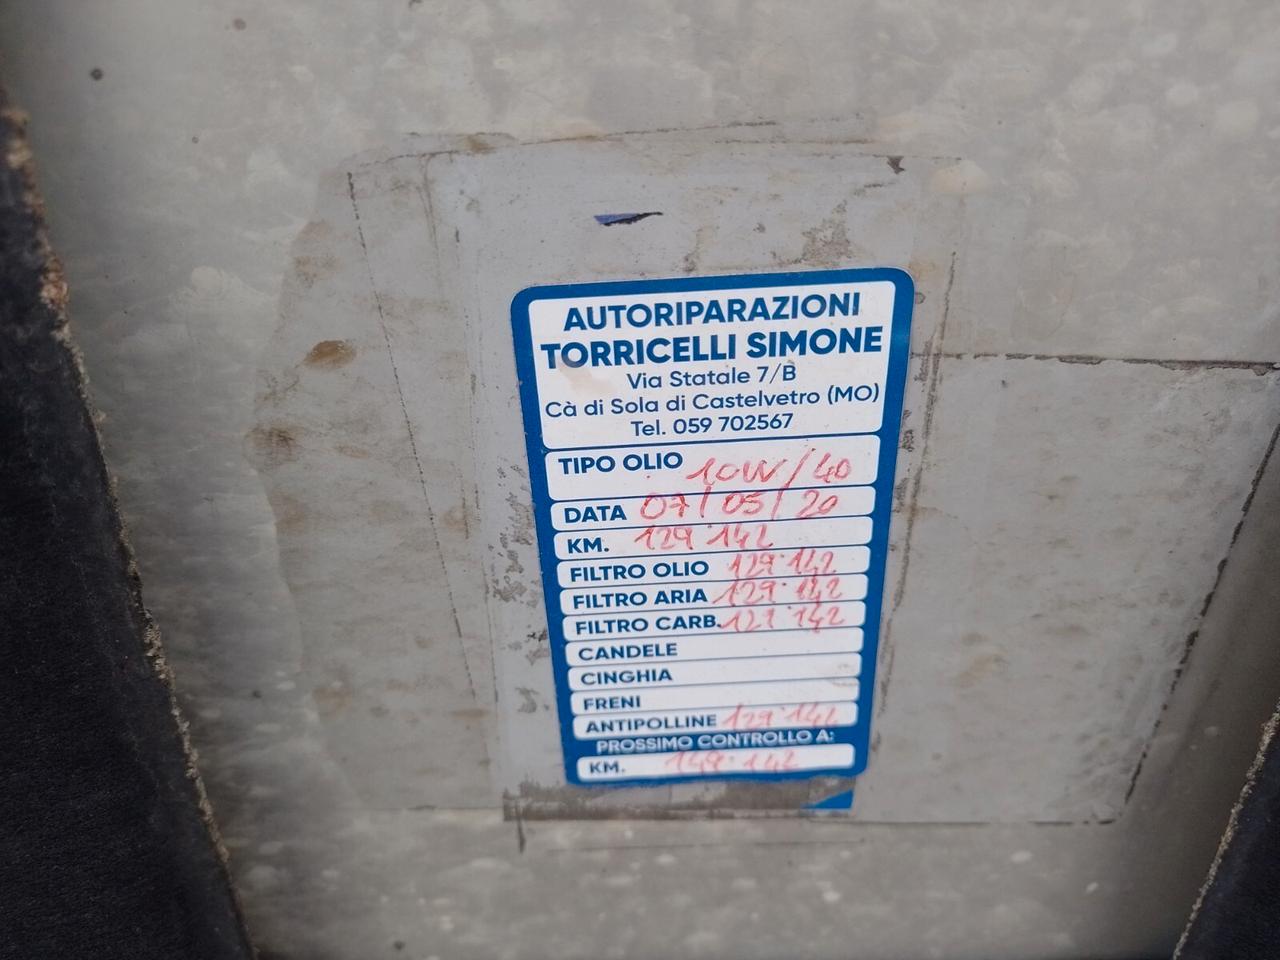 AUTORIPARAZIONI
TORRICELLI SIMONE
Via Statale 7/B
Cà di Sola di Castelvetro (MO)
Tel. 059 702567
TIPO OLIO 10W/40
DATA 07/05/20
KM. 129.142
FILTRO OLIO 129.142
FILTRO ARIA 129.142
FILTRO CARB. 129.142
CANDELE
CINGHIA
FRENI
ANTIPOLLINE 129.142
PROSSIMO CONTROLLO A:
KM. 149.142